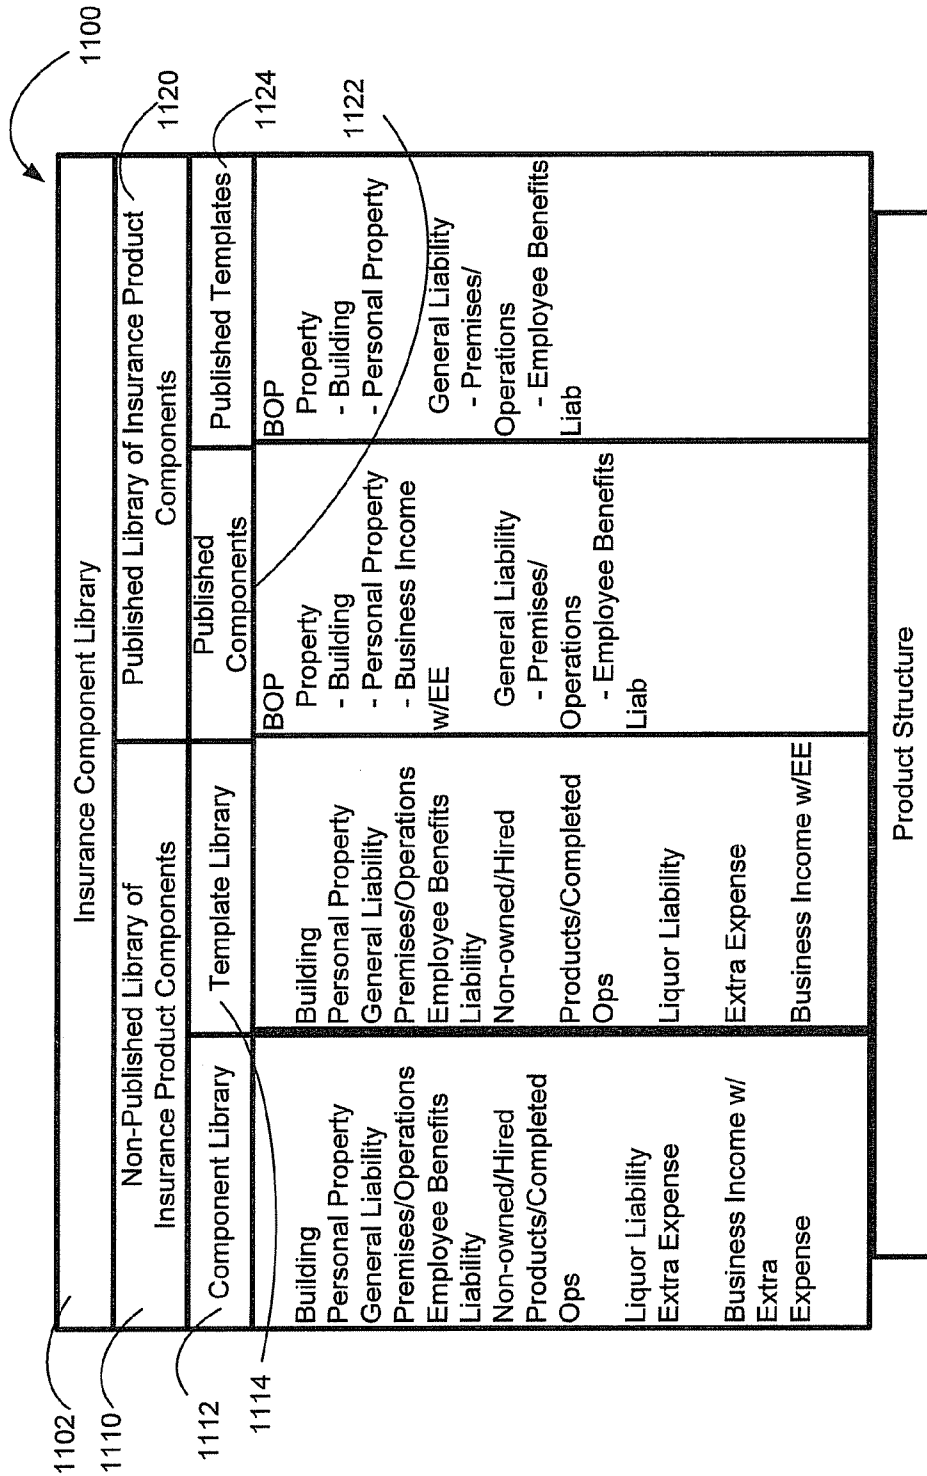 1100
Insurance Component Library
1102
Non-Published Library of
Insurance Product Components
1110
Published Library of Insurance Product
Components
1120
Component Library
1112
Template Library
1114
Published
Components
1122
Published Templates
1124
Building
Personal Property
General Liability
Premises/Operations
Employee Benefits
Liability
Non-owned/Hired
Products/Completed
Ops
Liquor Liability
Extra Expense
Business Income w/
Extra
Expense
Building
Personal Property
General Liability
Premises/Operations
Employee Benefits
Liability
Non-owned/Hired
Products/Completed
Ops
Liquor Liability
Extra Expense
Business Income w/EE
BOP
Property
- Building
- Personal Property
- Business Income
w/EE
General Liability
- Premises/
Operations
- Employee Benefits
Liab
BOP
Property
- Building
- Personal Property
General Liability
- Premises/
Operations
- Employee Benefits
Liab
Product Structure